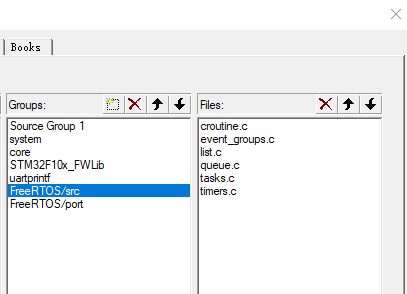 Books
Groups:
Source Group 1
system
core
STM32F10x_FWLib
uartprintf
FreeRTOS/src
FreeRTOS/port
Files:
croutine.c
event_groups.c
list.c
queue.c
tasks.c
timers.c